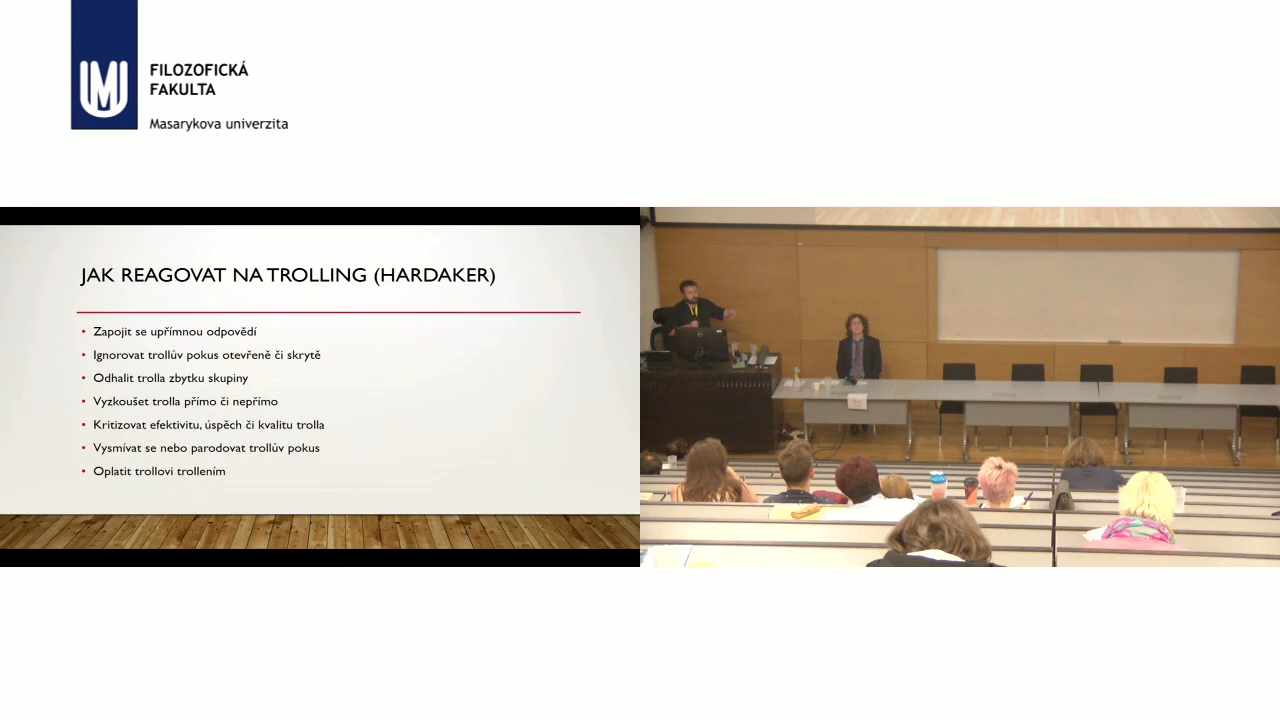 FILOZOFICKÁ
FAKULTA
Masarykova univerzita
JAK REAGOVAT NA TROLLING (HARDAKER)
• Zapojit se upřímnou odpovědí
• Ignorovat trollův pokus otevřeně či skrytě
• Odhalit trolla zbytku skupiny
• Vyzkoušet trolla přímo či nepřímo
• Kritizovat efektivitu, úspěch či kvalitu trolla
• Vysmívat se nebo parodovat trollův pokus
• Oplatit trollovi trollením